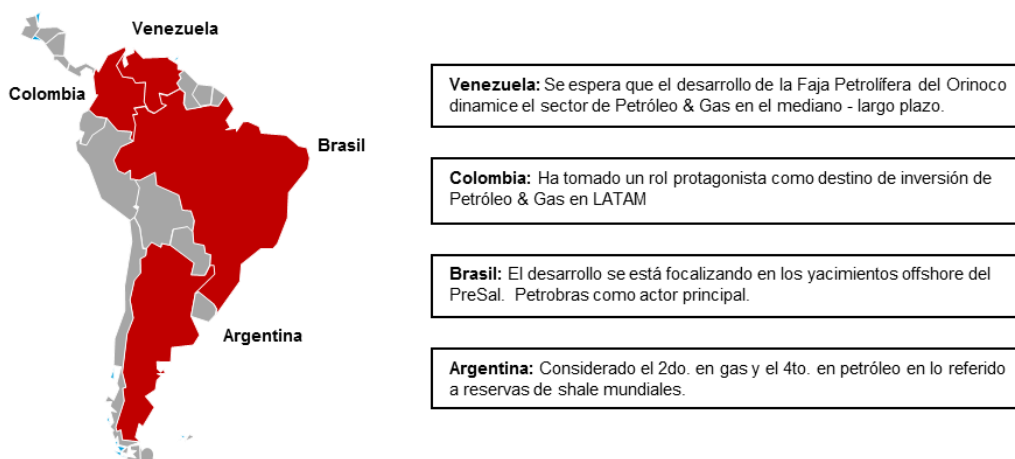 Venezuela
Colombia
Brasil
Argentina
Venezuela: Se espera que el desarrollo de la Faja Petrolífera del Orinoco
dinamice el sector de Petróleo & Gas en el mediano - largo plazo.
Colombia: Ha tomado un rol protagonista como destino de inversión de
Petróleo & Gas en LATAM
Brasil: El desarrollo se está focalizando en los yacimientos offshore del
PreSal. Petrobras como actor principal.
Argentina: Considerado el 2do. en gas y el 4to. en petróleo en lo referido
a reservas de shale mundiales.